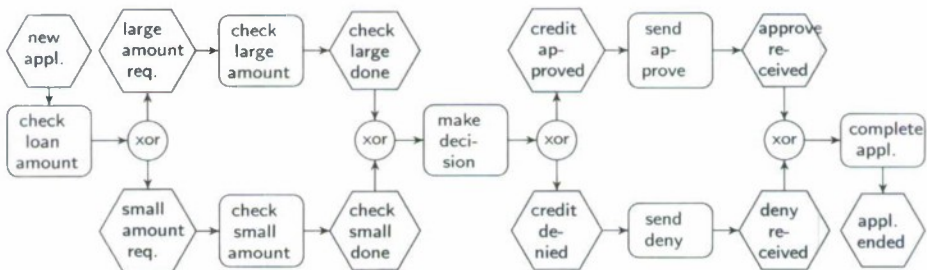 new
appl.
check
loan
amount
xor
large
amount
req.
check
large
amount
check
large
done
small
amount
req.
check
small
amount
check
small
done
xor
make
deci-
sion
xor
credit
ap-
proved
send
ap-
prove
approve
re-
ceived
credit
de-
nied
send
deny
deny
re-
ceived
xor
complete
appl.
appl.
ended